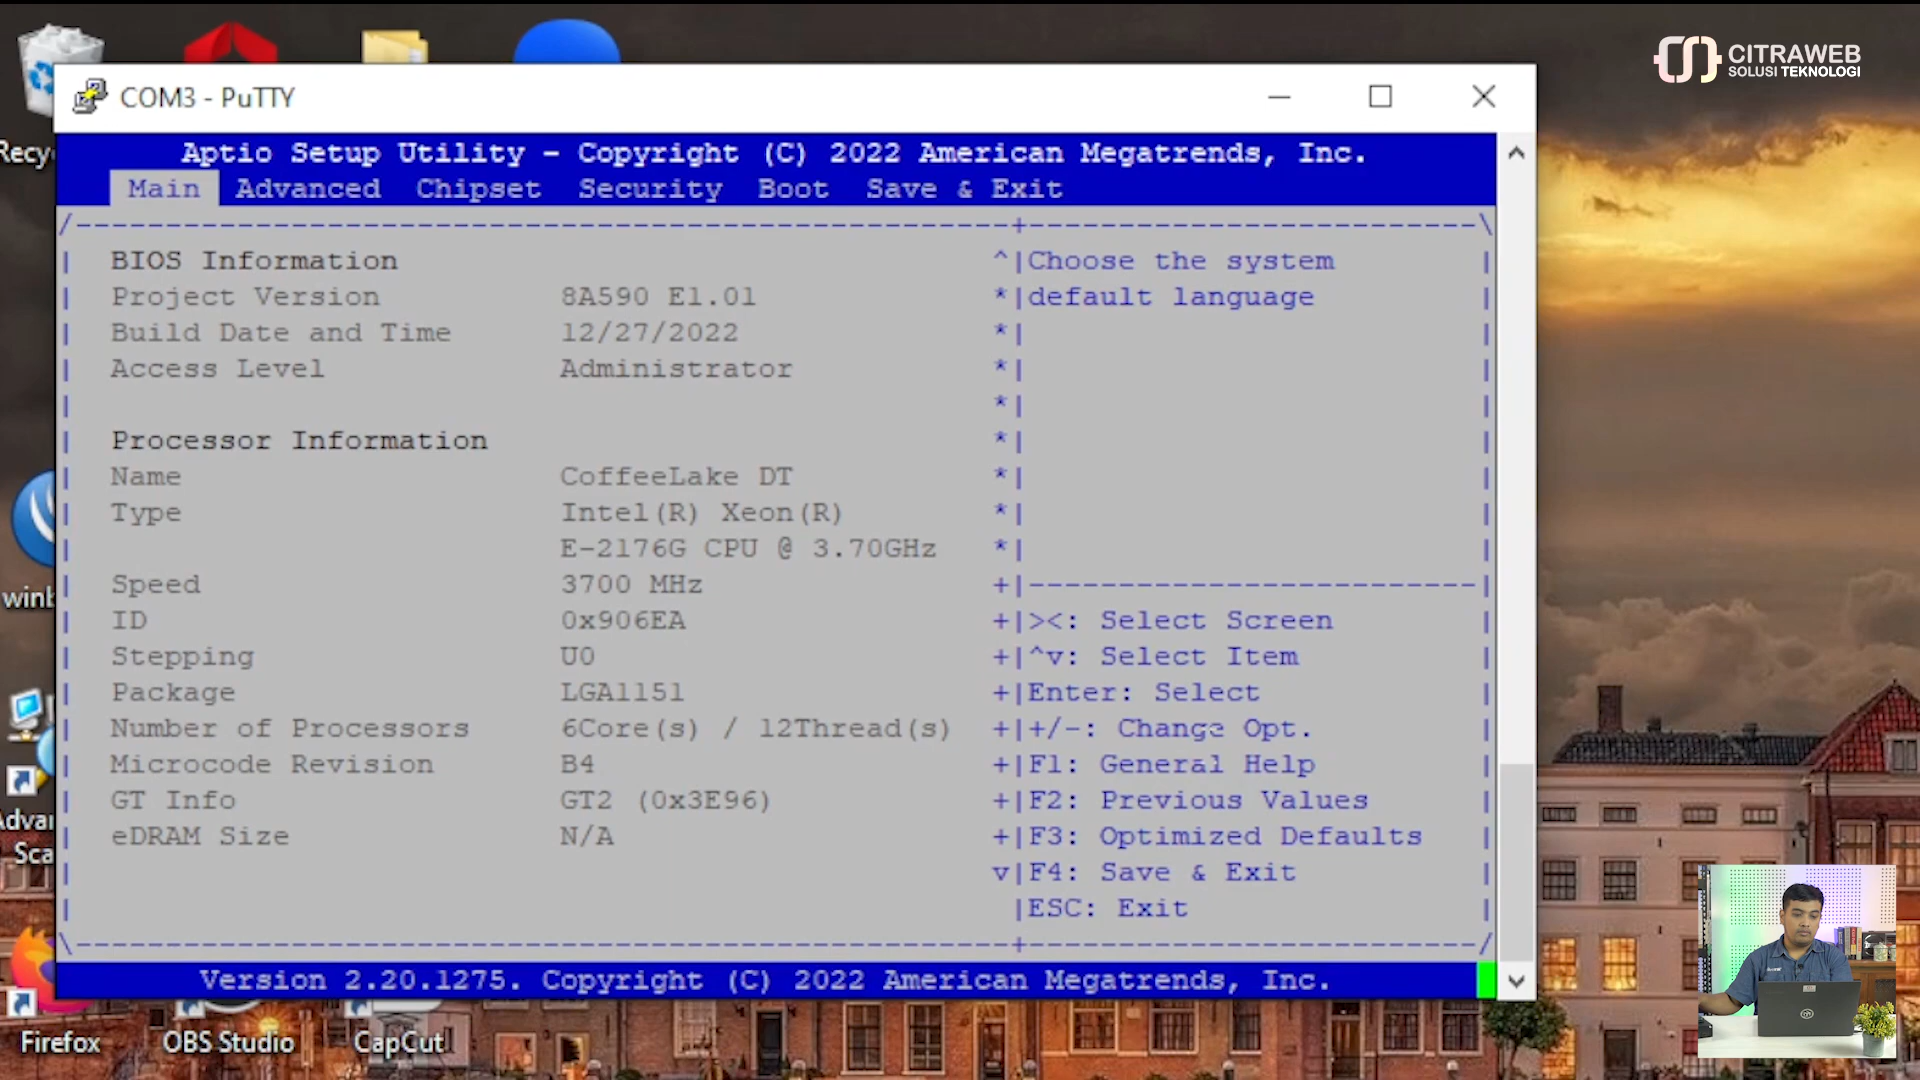 CITRAWEB
SOLUSI TEKNOLOGI
COM3 - PuTTY
Aptio Setup Utility - Copyright (C) 2022 American Megatrends, Inc.
Main Advanced Chipset Security Boot Save & Exit
BIOS Information
Project Version 8A590 E1.01
Build Date and Time 12/27/2022
Access Level Administrator
Processor Information
Name CoffeeLake DT
Type Intel(R) Xeon(R)
E-2176G CPU @ 3.70GHz
Speed 3700 MHz
ID 0x906EA
Stepping U0
Package LGA1151
Number of Processors 6Core(s) / 12Thread(s)
Microcode Revision B4
GT Info GT2 (0x3E96)
eDRAM Size N/A
Choose the system
default language
><: Select Screen
^v: Select Item
Enter: Select
+/-: Change Opt.
F1: General Help
F2: Previous Values
F3: Optimized Defaults
F4: Save & Exit
ESC: Exit
Version 2.20.1275. Copyright (C) 2022 American Megatrends, Inc.
Recy
winb
Advan
Sca
Firefox
OBS Studio
CapCut